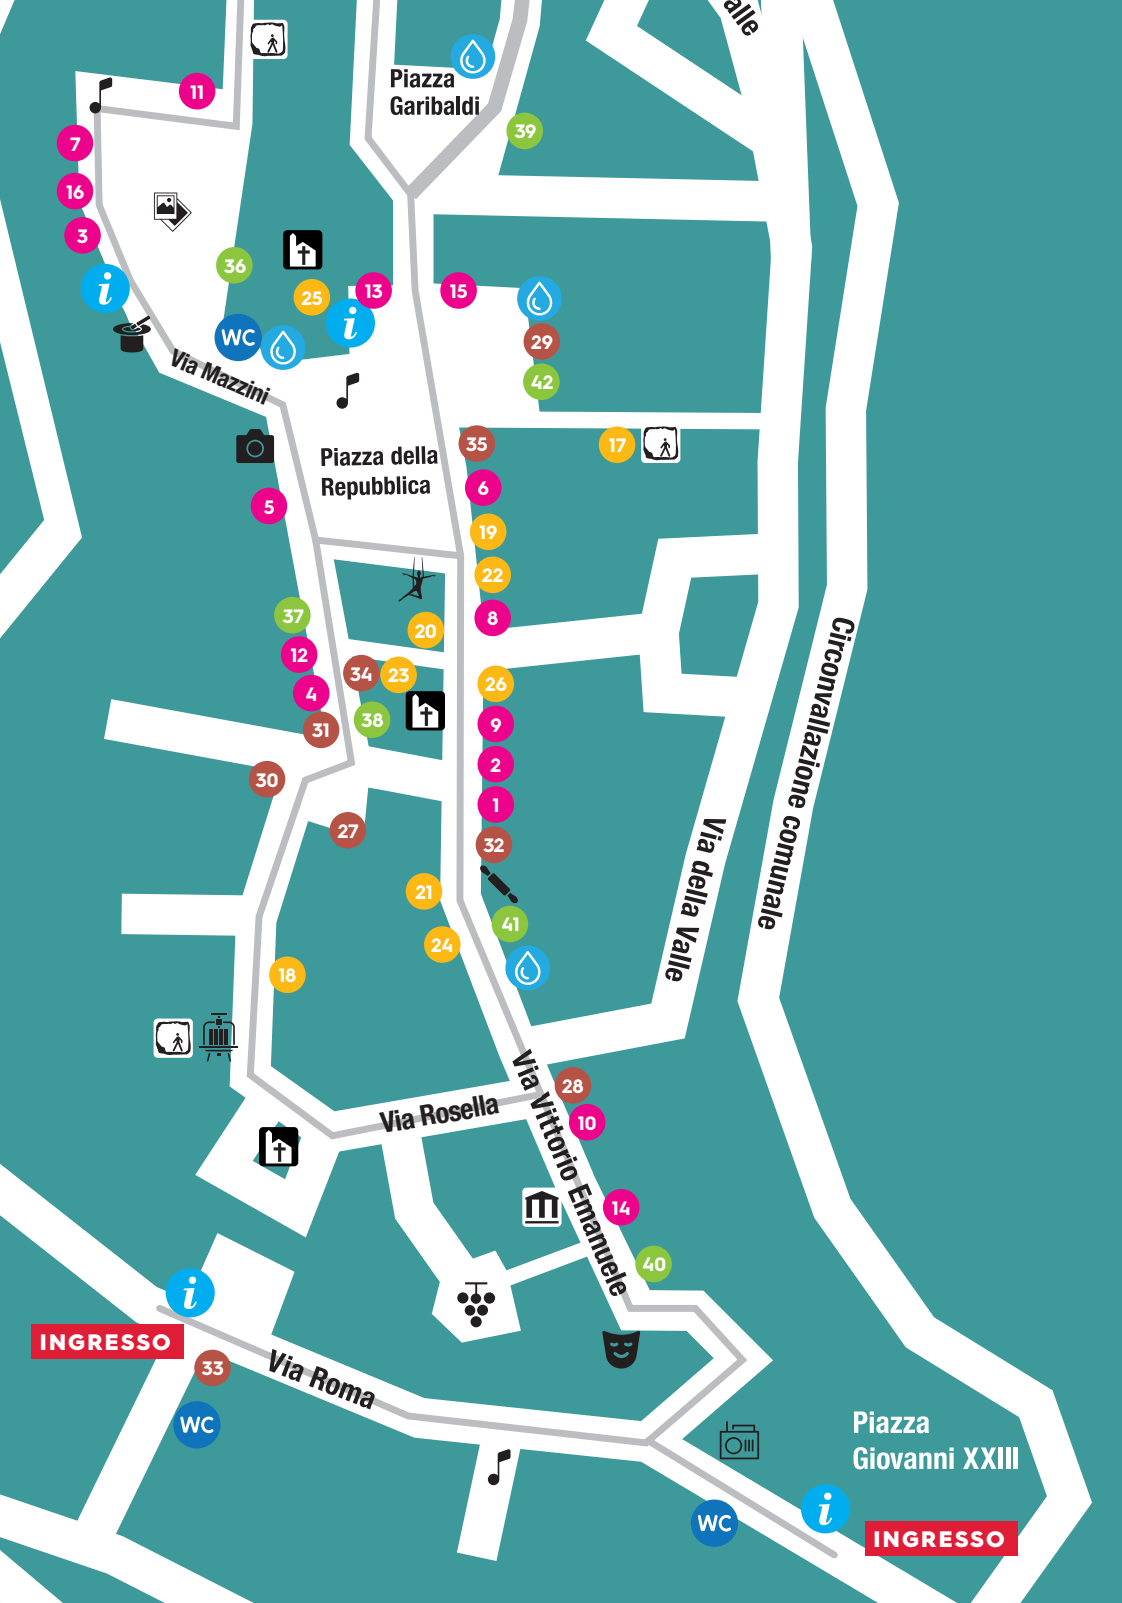 alle
Piazza
Garibaldi
11
39
7
16
3
36
25
13
15
i
i
WC
29
42
Via Mazzini
35
17
Piazza della
Repubblica
6
5
19
22
37
8
20
12
34
23
26
4
38
9
31
2
30
1
27
32
21
41
24
18
Circonvallazione comunale
Via della Valle
28
Via Rosella
10
Via Vittorio Emanuele
14
40
i
INGRESSO
33
Via Roma
WC
Piazza
Giovanni XXIII
i
WC
INGRESSO